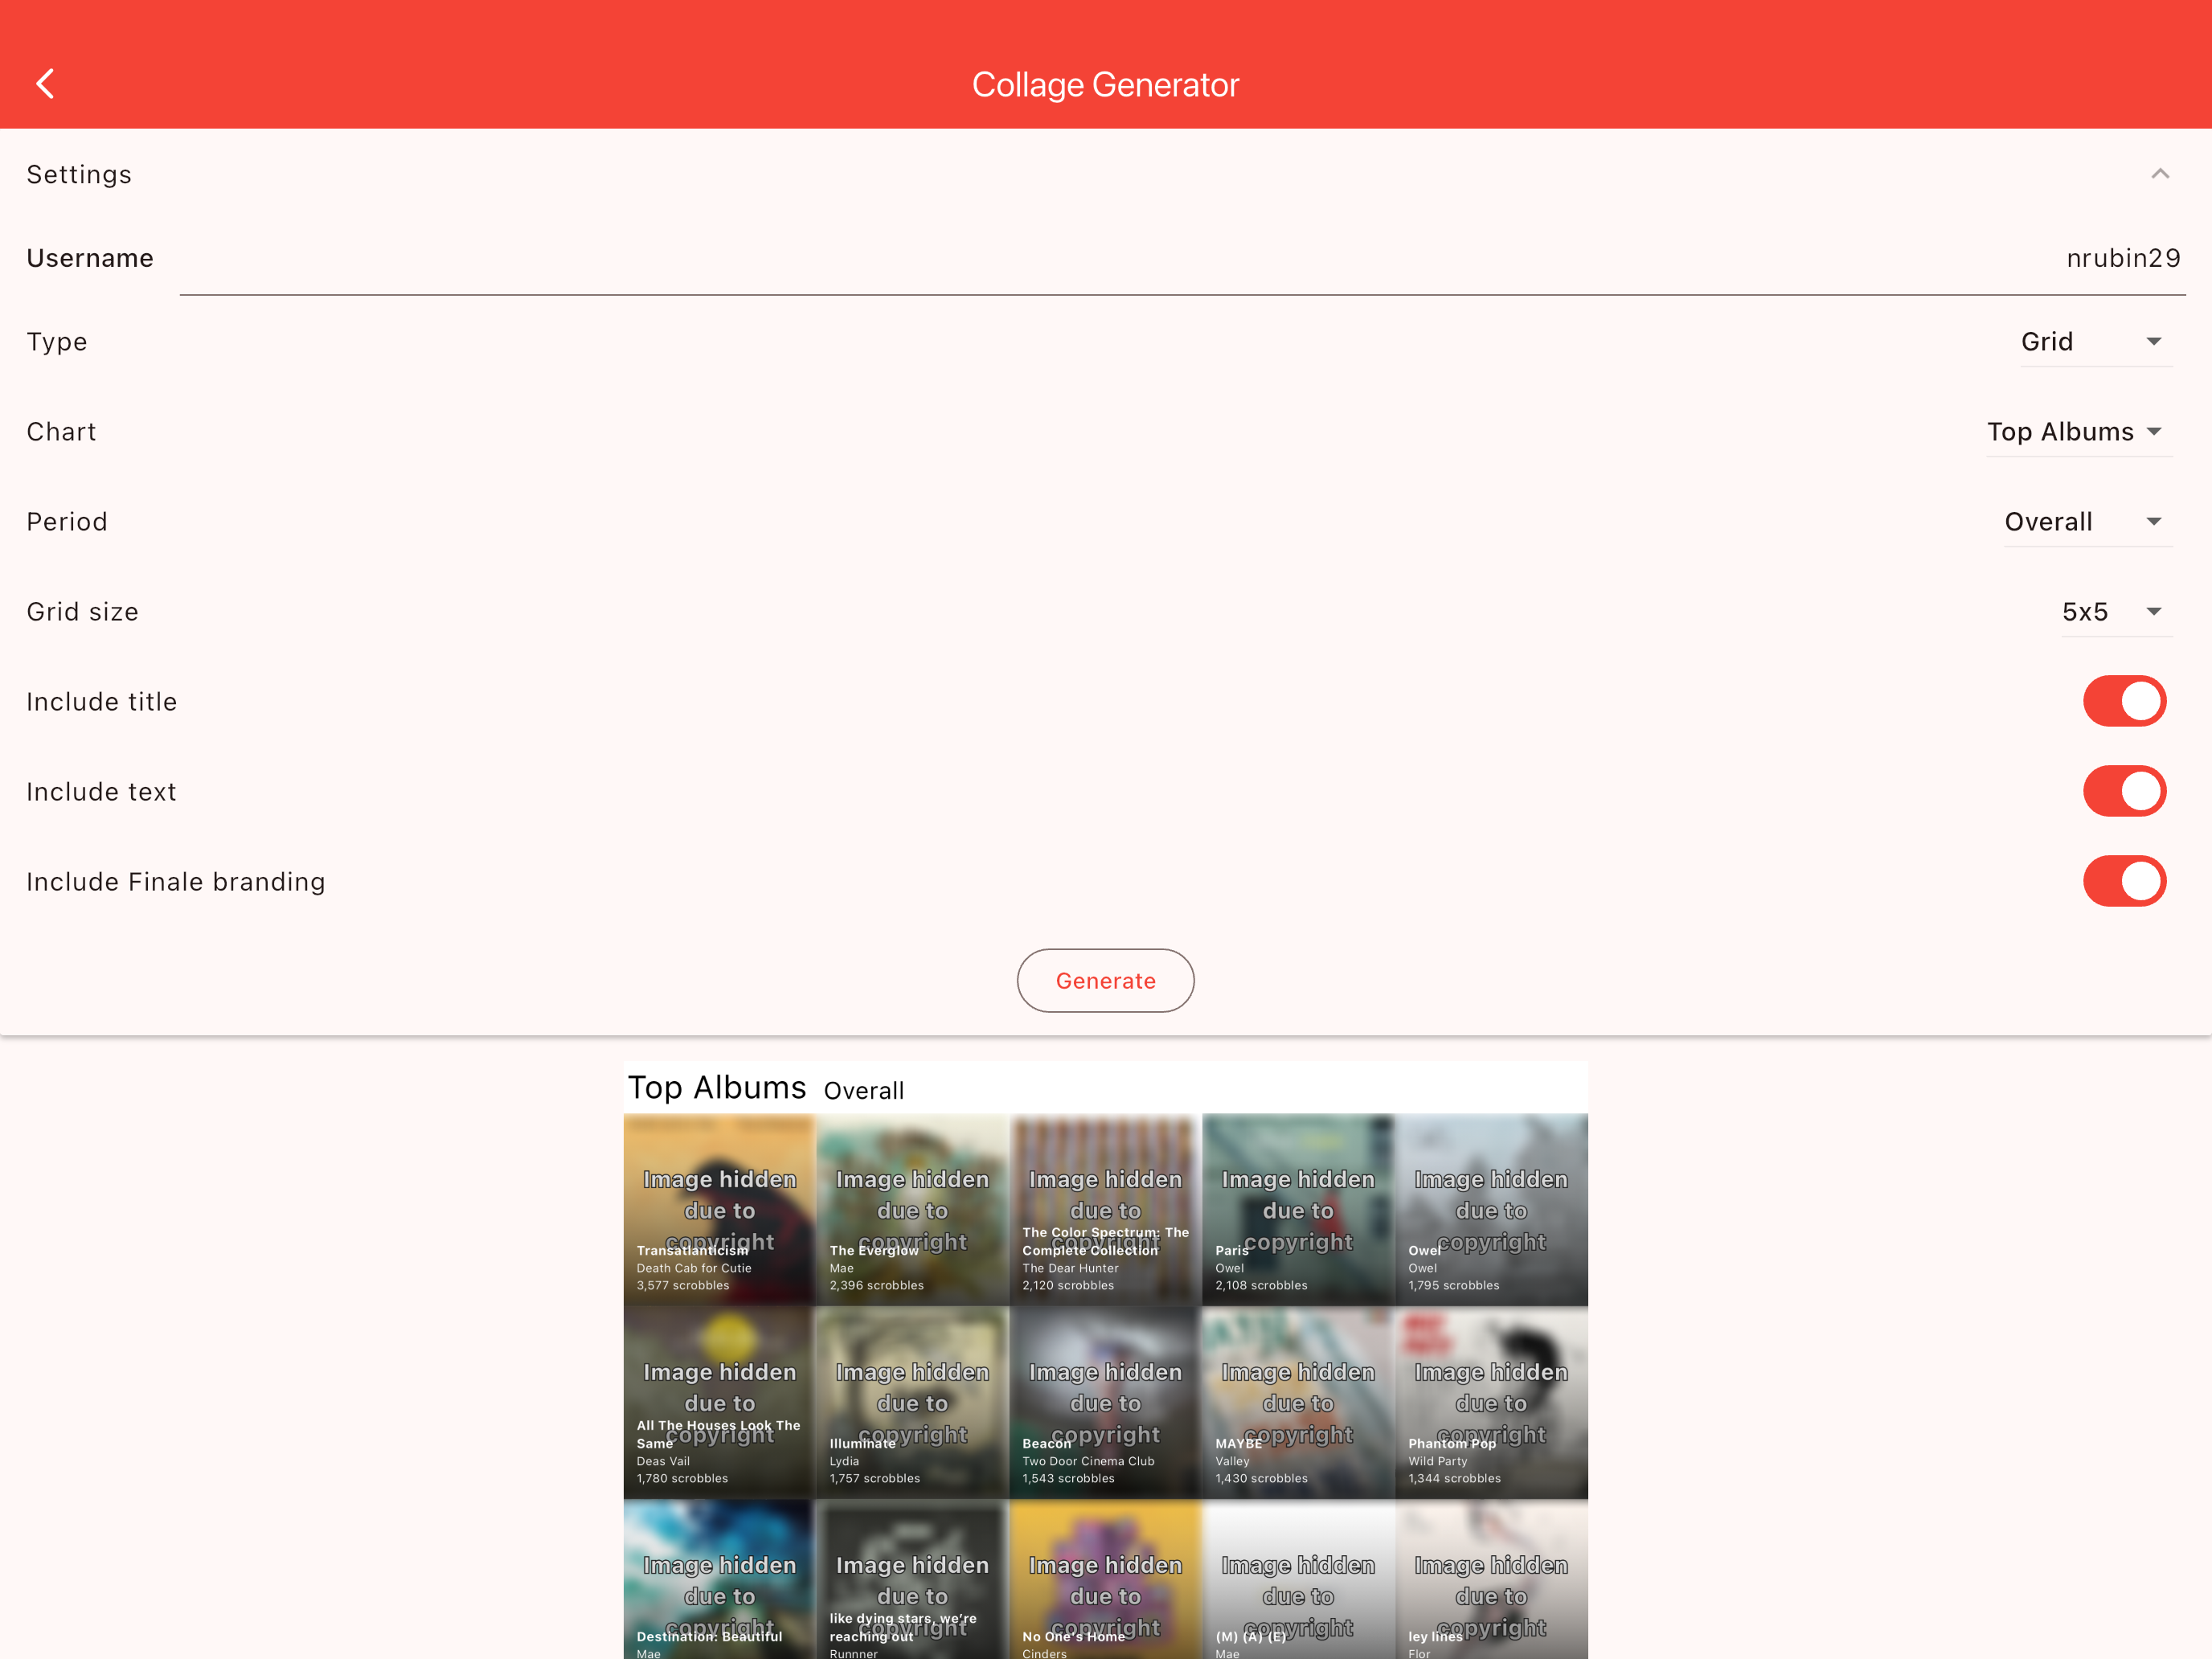 Collage Generator
Settings
Username nrubin29
Type Grid
Chart Top Albums
Period Overall
Grid size 5x5
Include title
Include text
Include Finale branding
Generate
Top Albums Overall
Image hidden
due to
copyright
Transatlanticism
Death Cab for Cutie
3,577 scrobbles
Image hidden
due to
copyright
The Everglow
Mae
2,396 scrobbles
Image hidden
due to
copyright
The Color Spectrum: The
Complete Collection
The Dear Hunter
2,120 scrobbles
Image hidden
due to
copyright
Paris
Owel
2,108 scrobbles
Image hidden
due to
copyright
Owel
Owel
1,795 scrobbles
Image hidden
due to
copyright
All The Houses Look The
Same
Deas Vail
1,780 scrobbles
Image hidden
due to
copyright
Illuminate
Lydia
1,757 scrobbles
Image hidden
due to
copyright
Beacon
Two Door Cinema Club
1,543 scrobbles
Image hidden
due to
copyright
MAYBE
Valley
1,430 scrobbles
Image hidden
due to
copyright
Phantom Pop
Wild Party
1,344 scrobbles
Image hidden
due to
copyright
Destination: Beautiful
Mae
Image hidden
due to
copyright
like dying stars, we're
reaching out
Runnner
Image hidden
due to
copyright
No One's Home
Cinders
Image hidden
due to
copyright
(M) (A) (E)
Mae
Image hidden
due to
copyright
ley lines
Flor